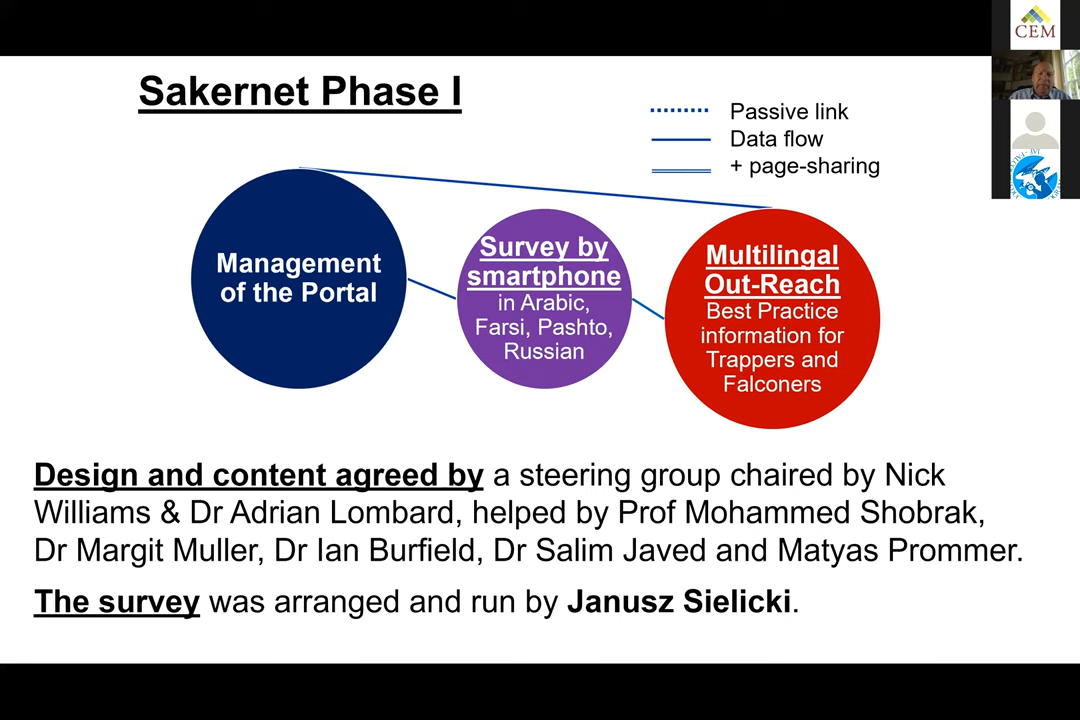 CEM
Sakernet Phase I
Passive link
Data flow
+ page-sharing
Management
of the Portal
Survey by
smartphone
in Arabic,
Farsi, Pashto,
Russian
Multilingal
Out-Reach
Best Practice
information for
Trappers and
Falconers
Design and content agreed by a steering group chaired by Nick
Williams & Dr Adrian Lombard, helped by Prof Mohammed Shobrak,
Dr Margit Muller, Dr Ian Burfield, Dr Salim Javed and Matyas Prommer.
The survey was arranged and run by Janusz Sielicki.